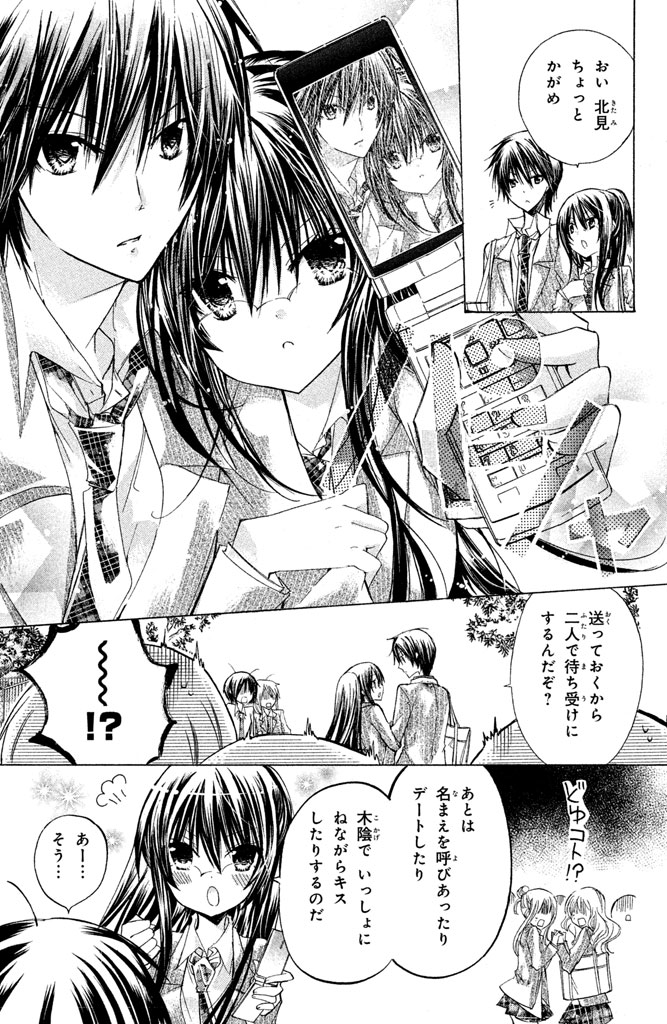 おい 北見
ちょっと
かがめ
カシャ
送っておくから
二人で待ち受けに
するんだぞ?
〜〜〜
!?
どゆコト!?
あとは
名まえを呼びあったり
デートしたり
木陰で いっしょに
ねながらキス
したりするのだ
あー…
そう…